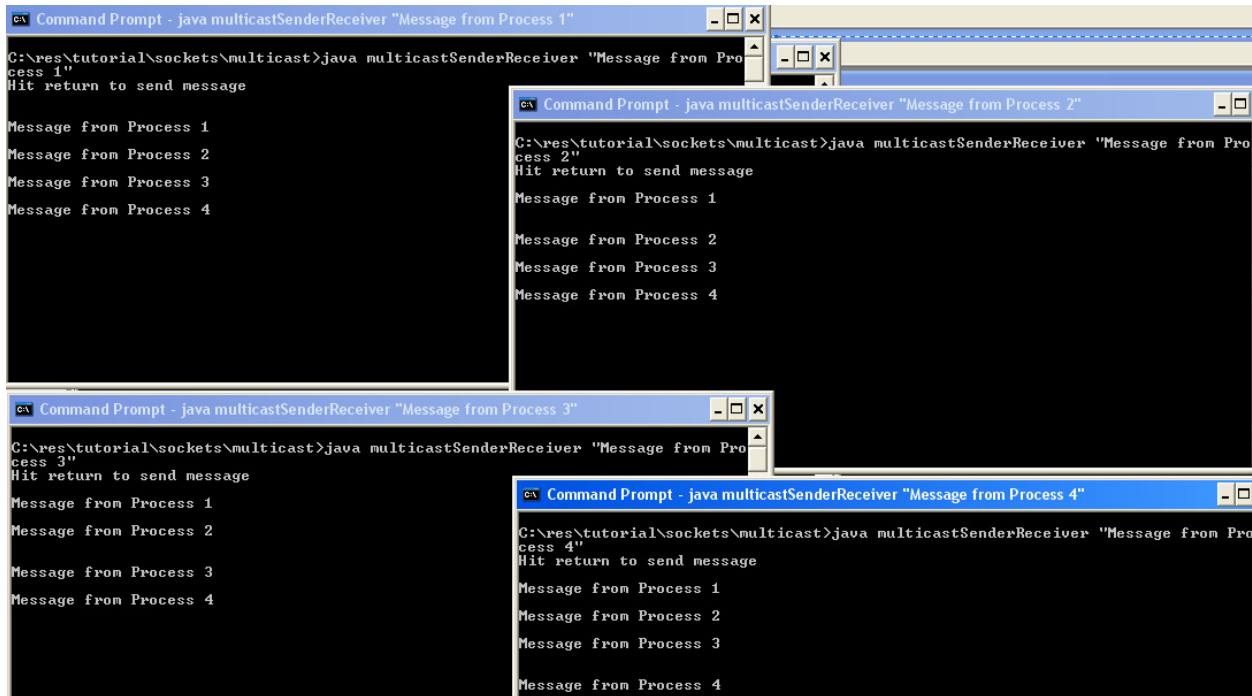 Command Prompt - java multicastSenderReceiver "Message from Process 1"
C:\res\tutorial\sockets\multicast>java multicastSenderReceiver "Message from Pro
cess 1"
Hit return to send message
Message from Process 1
Message from Process 2
Message from Process 3
Message from Process 4
Command Prompt - java multicastSenderReceiver "Message from Process 2"
C:\res\tutorial\sockets\multicast>java multicastSenderReceiver "Message from Pro
cess 2"
Hit return to send message
Message from Process 1
Message from Process 2
Message from Process 3
Message from Process 4
Command Prompt - java multicastSenderReceiver "Message from Process 3"
C:\res\tutorial\sockets\multicast>java multicastSenderReceiver "Message from Pro
cess 3"
Hit return to send message
Message from Process 1
Message from Process 2
Message from Process 3
Message from Process 4
Command Prompt - java multicastSenderReceiver "Message from Process 4"
C:\res\tutorial\sockets\multicast>java multicastSenderReceiver "Message from Pro
cess 4"
Hit return to send message
Message from Process 1
Message from Process 2
Message from Process 3
Message from Process 4